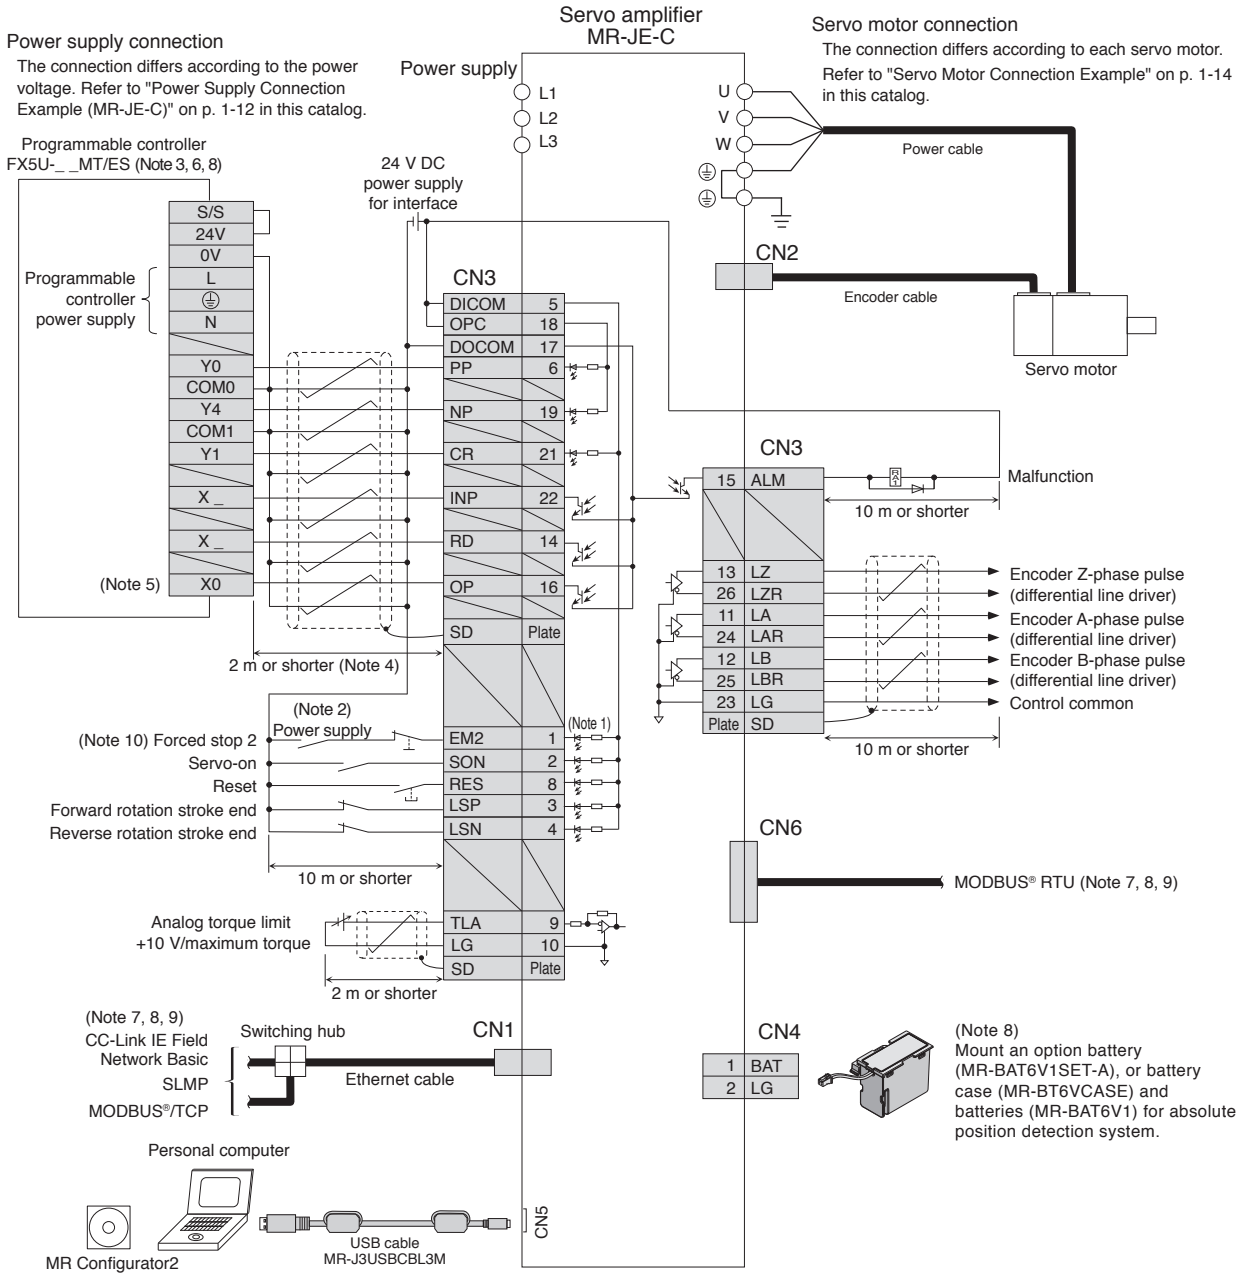 Servo amplifier
MR-JE-C
Power supply connection
The connection differs according to the power
voltage. Refer to "Power Supply Connection
Example (MR-JE-C)" on p. 1-12 in this catalog.
Servo motor connection
The connection differs according to each servo motor.
Refer to "Servo Motor Connection Example" on p. 1-14
in this catalog.
Power supply
L1
L2
L3
U
V
W
Power cable
Programmable controller
FX5U-_ _MT/ES (Note 3, 6, 8)
24 V DC
power supply
for interface
S/S
24V
0V
L
N
Programmable
controller
power supply
Y0
COM0
Y4
COM1
Y1
X _
X _
(Note 5)
X0
2 m or shorter (Note 4)
CN3
DICOM 5
OPC 18
DOCOM 17
PP 6
NP 19
CR 21
INP 22
RD 14
OP 16
SD Plate
CN2
Encoder cable
Servo motor
CN3
15 ALM
Malfunction
10 m or shorter
13 LZ
26 LZR
11 LA
24 LAR
12 LB
25 LBR
23 LG
Plate SD
Encoder Z-phase pulse
(differential line driver)
Encoder A-phase pulse
(differential line driver)
Encoder B-phase pulse
(differential line driver)
Control common
10 m or shorter
(Note 2)
Power supply
(Note 1)
(Note 10) Forced stop 2
EM2 1
Servo-on
SON 2
Reset
RES 8
Forward rotation stroke end
LSP 3
Reverse rotation stroke end
LSN 4
10 m or shorter
Analog torque limit
+10 V/maximum torque
TLA 9
LG 10
SD Plate
2 m or shorter
CN6
MODBUS® RTU (Note 7, 8, 9)
(Note 7, 8, 9)
CC-Link IE Field
Network Basic
SLMP
MODBUS®/TCP
Switching hub
Ethernet cable
CN1
CN4
1 BAT
2 LG
(Note 8)
Mount an option battery
(MR-BAT6V1SET-A), or battery
case (MR-BT6VCASE) and
batteries (MR-BAT6V1) for absolute
position detection system.
Personal computer
MR Configurator2
USB cable
MR-J3USBCBL3M
CN5